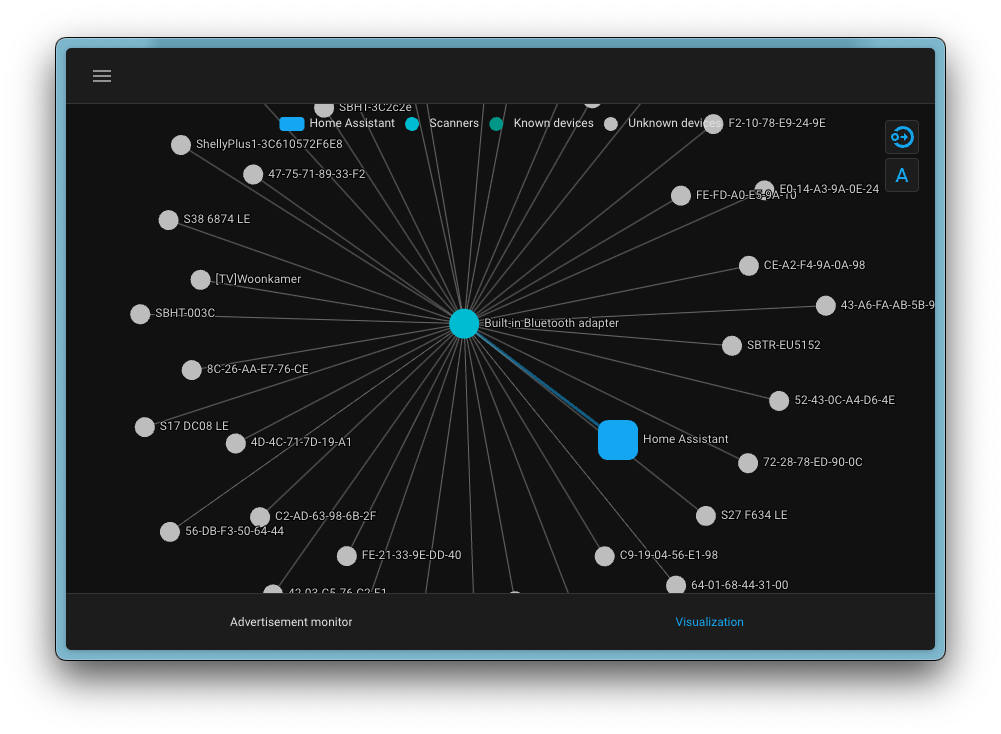 SBHT-3C2c2e
Home Assistant
Scanners
Known devices
Unknown devices
F2-10-78-E9-24-9E
ShellyPlus1-3C610572F6E8
47-75-71-89-33-F2
A
E0-14-A3-9A-0E-24
FE-FD-A0-E5-9A-10
S38 6874 LE
CE-A2-F4-9A-0A-98
[TV]Woonkamer
43-A6-FA-AB-5B-9
SBHT-003C
Built-in Bluetooth adapter
SBTR-EU5152
8C-26-AA-E7-76-CE
52-43-0C-A4-D6-4E
S17 DC08 LE
4D-4C-71-7D-19-A1
Home Assistant
72-28-78-ED-90-0C
C2-AD-63-98-6B-2F
S27 F634 LE
56-DB-F3-50-64-44
FE-21-33-9E-DD-40
C9-19-04-56-E1-98
64-01-68-44-31-00
Advertisement monitor
Visualization